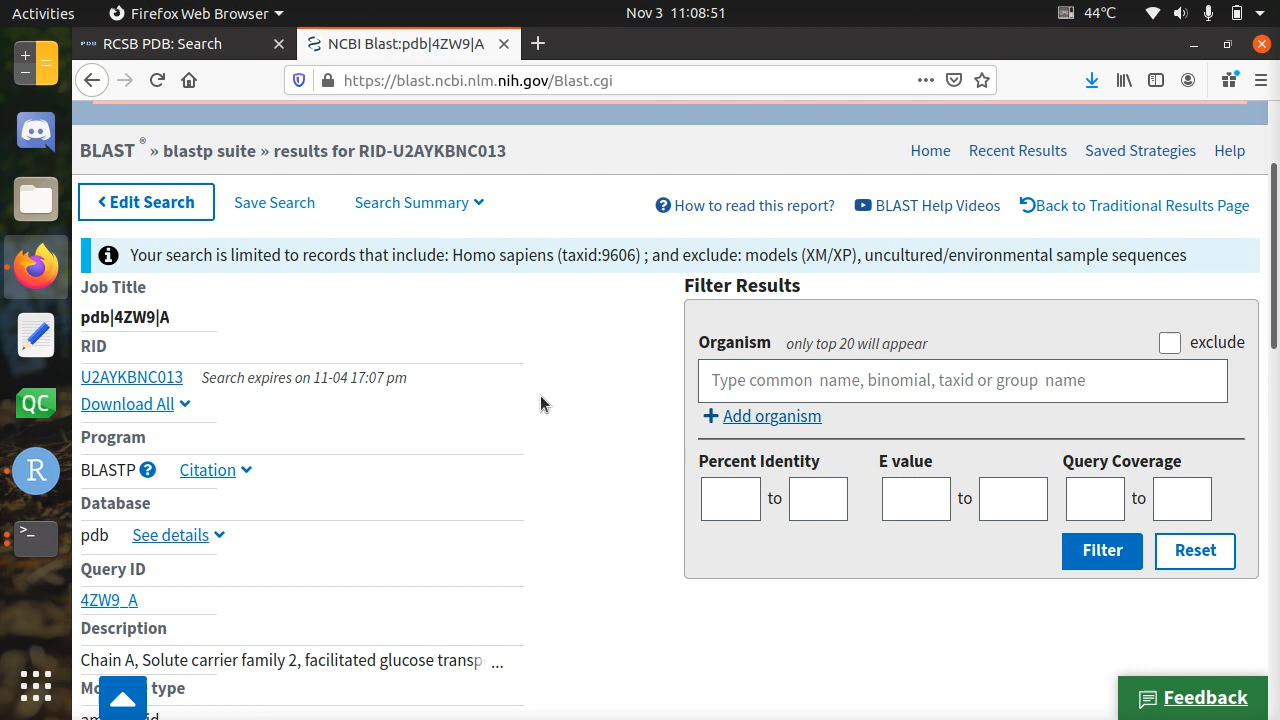 Activities Firefox Web Browser Nov 3 11:08:51 44°C
RCSB PDB: Search NCBI Blast:pdb|4ZW9|A
https://blast.ncbi.nlm.nih.gov/Blast.cgi
BLAST ® » blastp suite » results for RID-U2AYKBNC013 Home Recent Results Saved Strategies Help
Edit Search Save Search Search Summary How to read this report? BLAST Help Videos Back to Traditional Results Page
Your search is limited to records that include: Homo sapiens (taxid:9606) ; and exclude: models (XM/XP), uncultured/environmental sample sequences
Job Title
pdb|4ZW9|A
RID
U2AYKBNC013 Search expires on 11-04 17:07 pm
Download All
Program
BLASTP Citation
Database
pdb See details
Query ID
4ZW9_A
Description
Chain A, Solute carrier family 2, facilitated glucose transp ...
Filter Results
Organism only top 20 will appear exclude
Type common name, binomial, taxid or group name
Add organism
Percent Identity E value Query Coverage
to to to
Filter Reset
Feedback
QC
R
>_